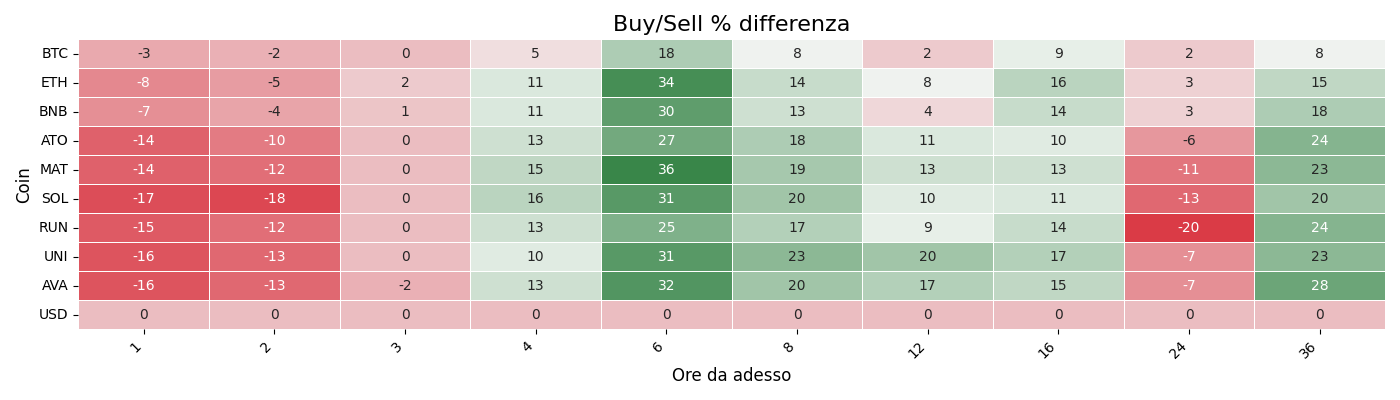 Buy/Sell % differenza
BTC -3 -2 0 5 18 8 2 9 2 8
ETH -8 -5 2 11 34 14 8 16 3 15
BNB -7 -4 1 11 30 13 4 14 3 18
ATO -14 -10 0 13 27 18 11 10 -6 24
MAT -14 -12 0 15 36 19 13 13 -11 23
SOL -17 -18 0 16 31 20 10 11 -13 20
RUN -15 -12 0 13 25 17 9 14 -20 24
UNI -16 -13 0 10 31 23 20 17 -7 23
AVA -16 -13 -2 13 32 20 17 15 -7 28
USD 0 0 0 0 0 0 0 0 0 0
1 2 3 4 6 8 12 16 24 36
Coin
Ore da adesso